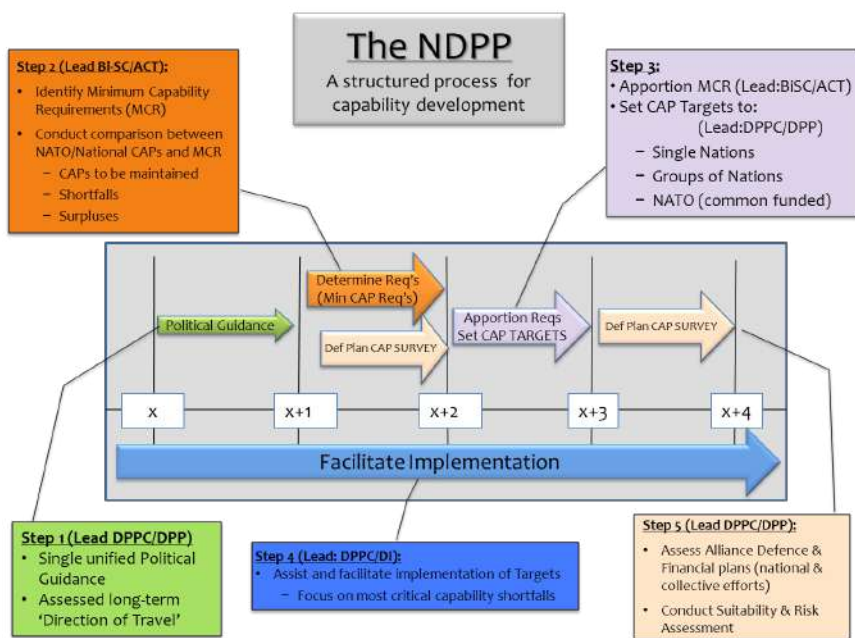 The NDPP
A structured process for
capability development
Step 2 (Lead Bi-SC/ACT):
• Identify Minimum Capability
Requirements (MCR)
• Conduct comparison between
NATO/National CAPs and MCR
– CAPs to be maintained
– Shortfalls
– Surpluses
Step 3:
• Apportion MCR (Lead:BiSC/ACT)
• Set CAP Targets to:
(Lead:DPPC/DPP)
– Single Nations
– Groups of Nations
– NATO (common funded)
Political Guidance
Determine Req's
(Min CAP Req's)
Def Plan CAP SURVEY
Apportion Reqs
Set CAP TARGETS
Def Plan CAP SURVEY
x
x+1
x+2
x+3
x+4
Facilitate Implementation
Step 1 (Lead DPPC/DPP)
• Single unified Political
Guidance
• Assessed long-term
‘Direction of Travel’
Step 4 (Lead: DPPC/DI):
• Assist and facilitate implementation of Targets
– Focus on most critical capability shortfalls
Step 5 (Lead DPPC/DPP):
• Assess Alliance Defence &
Financial plans (national &
collective efforts)
• Conduct Suitability & Risk
Assessment